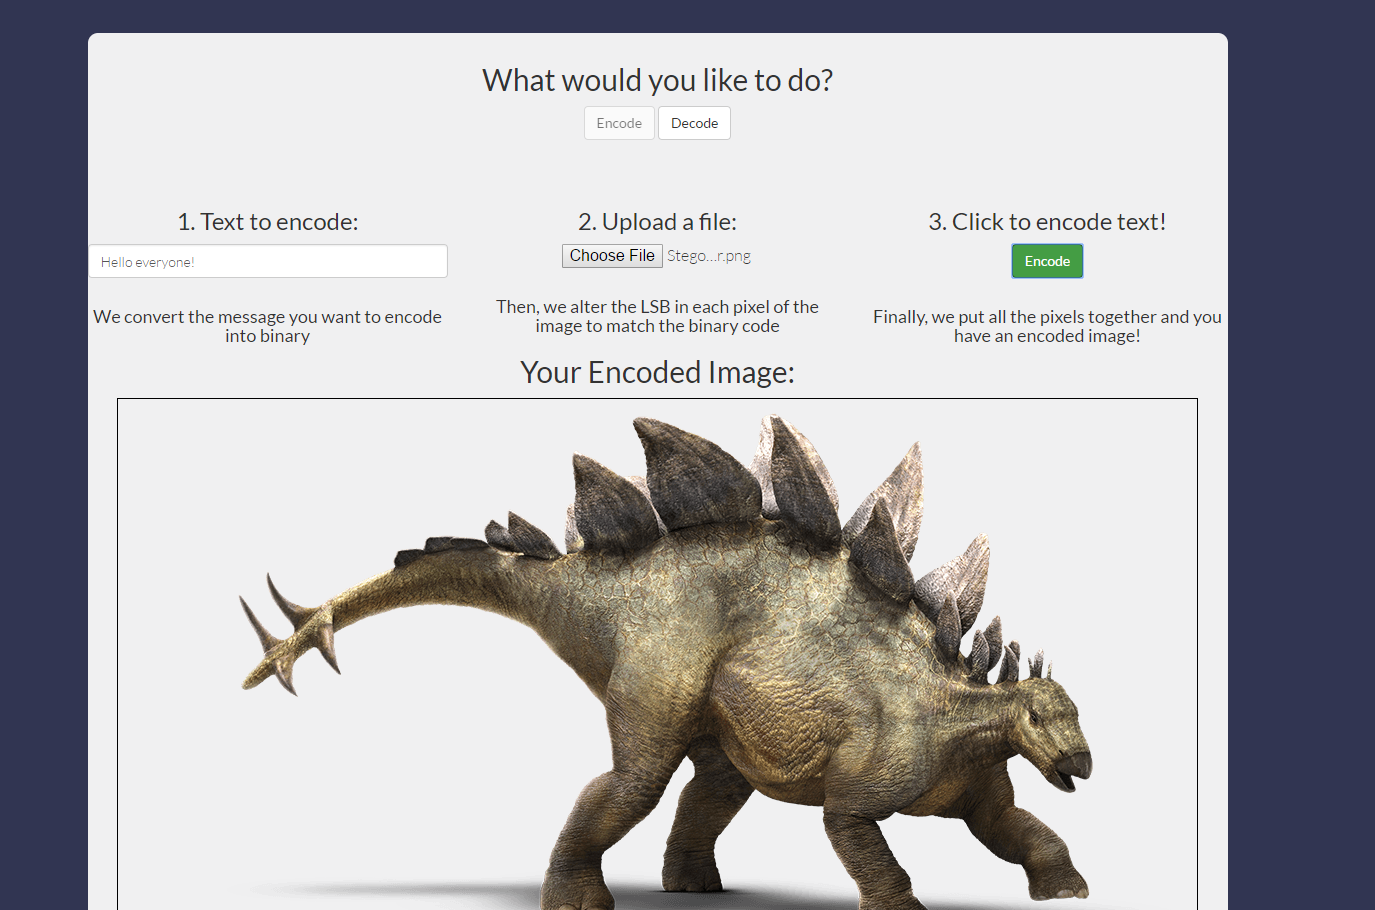 What would you like to do?
Encode Decode
1. Text to encode:
2. Upload a file:
3. Click to encode text!
Hello everyone!
Choose File Stego...r.png
Encode
We convert the message you want to encode
into binary
Then, we alter the LSB in each pixel of the
image to match the binary code
Finally, we put all the pixels together and you
have an encoded image!
Your Encoded Image: